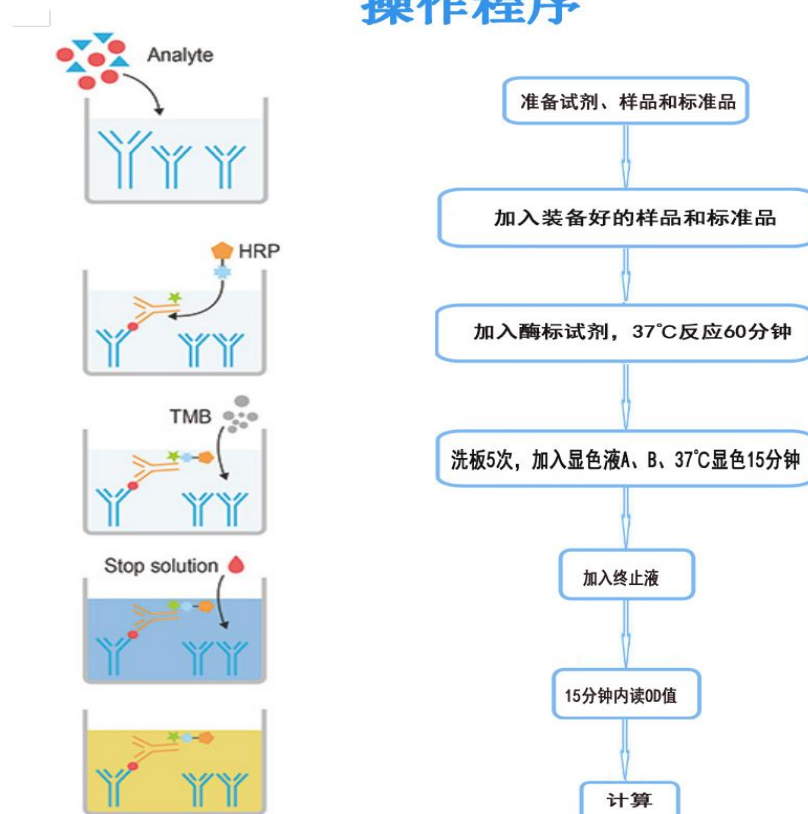 操作程序
Analyte
HRP
TMB
Stop solution
准备试剂、样品和标准品
加入装备好的样品和标准品
加入酶标试剂，37℃反应60分钟
洗板5次，加入显色液A、B、37℃显色15分钟
加入终止液
15分钟内读OD值
计算